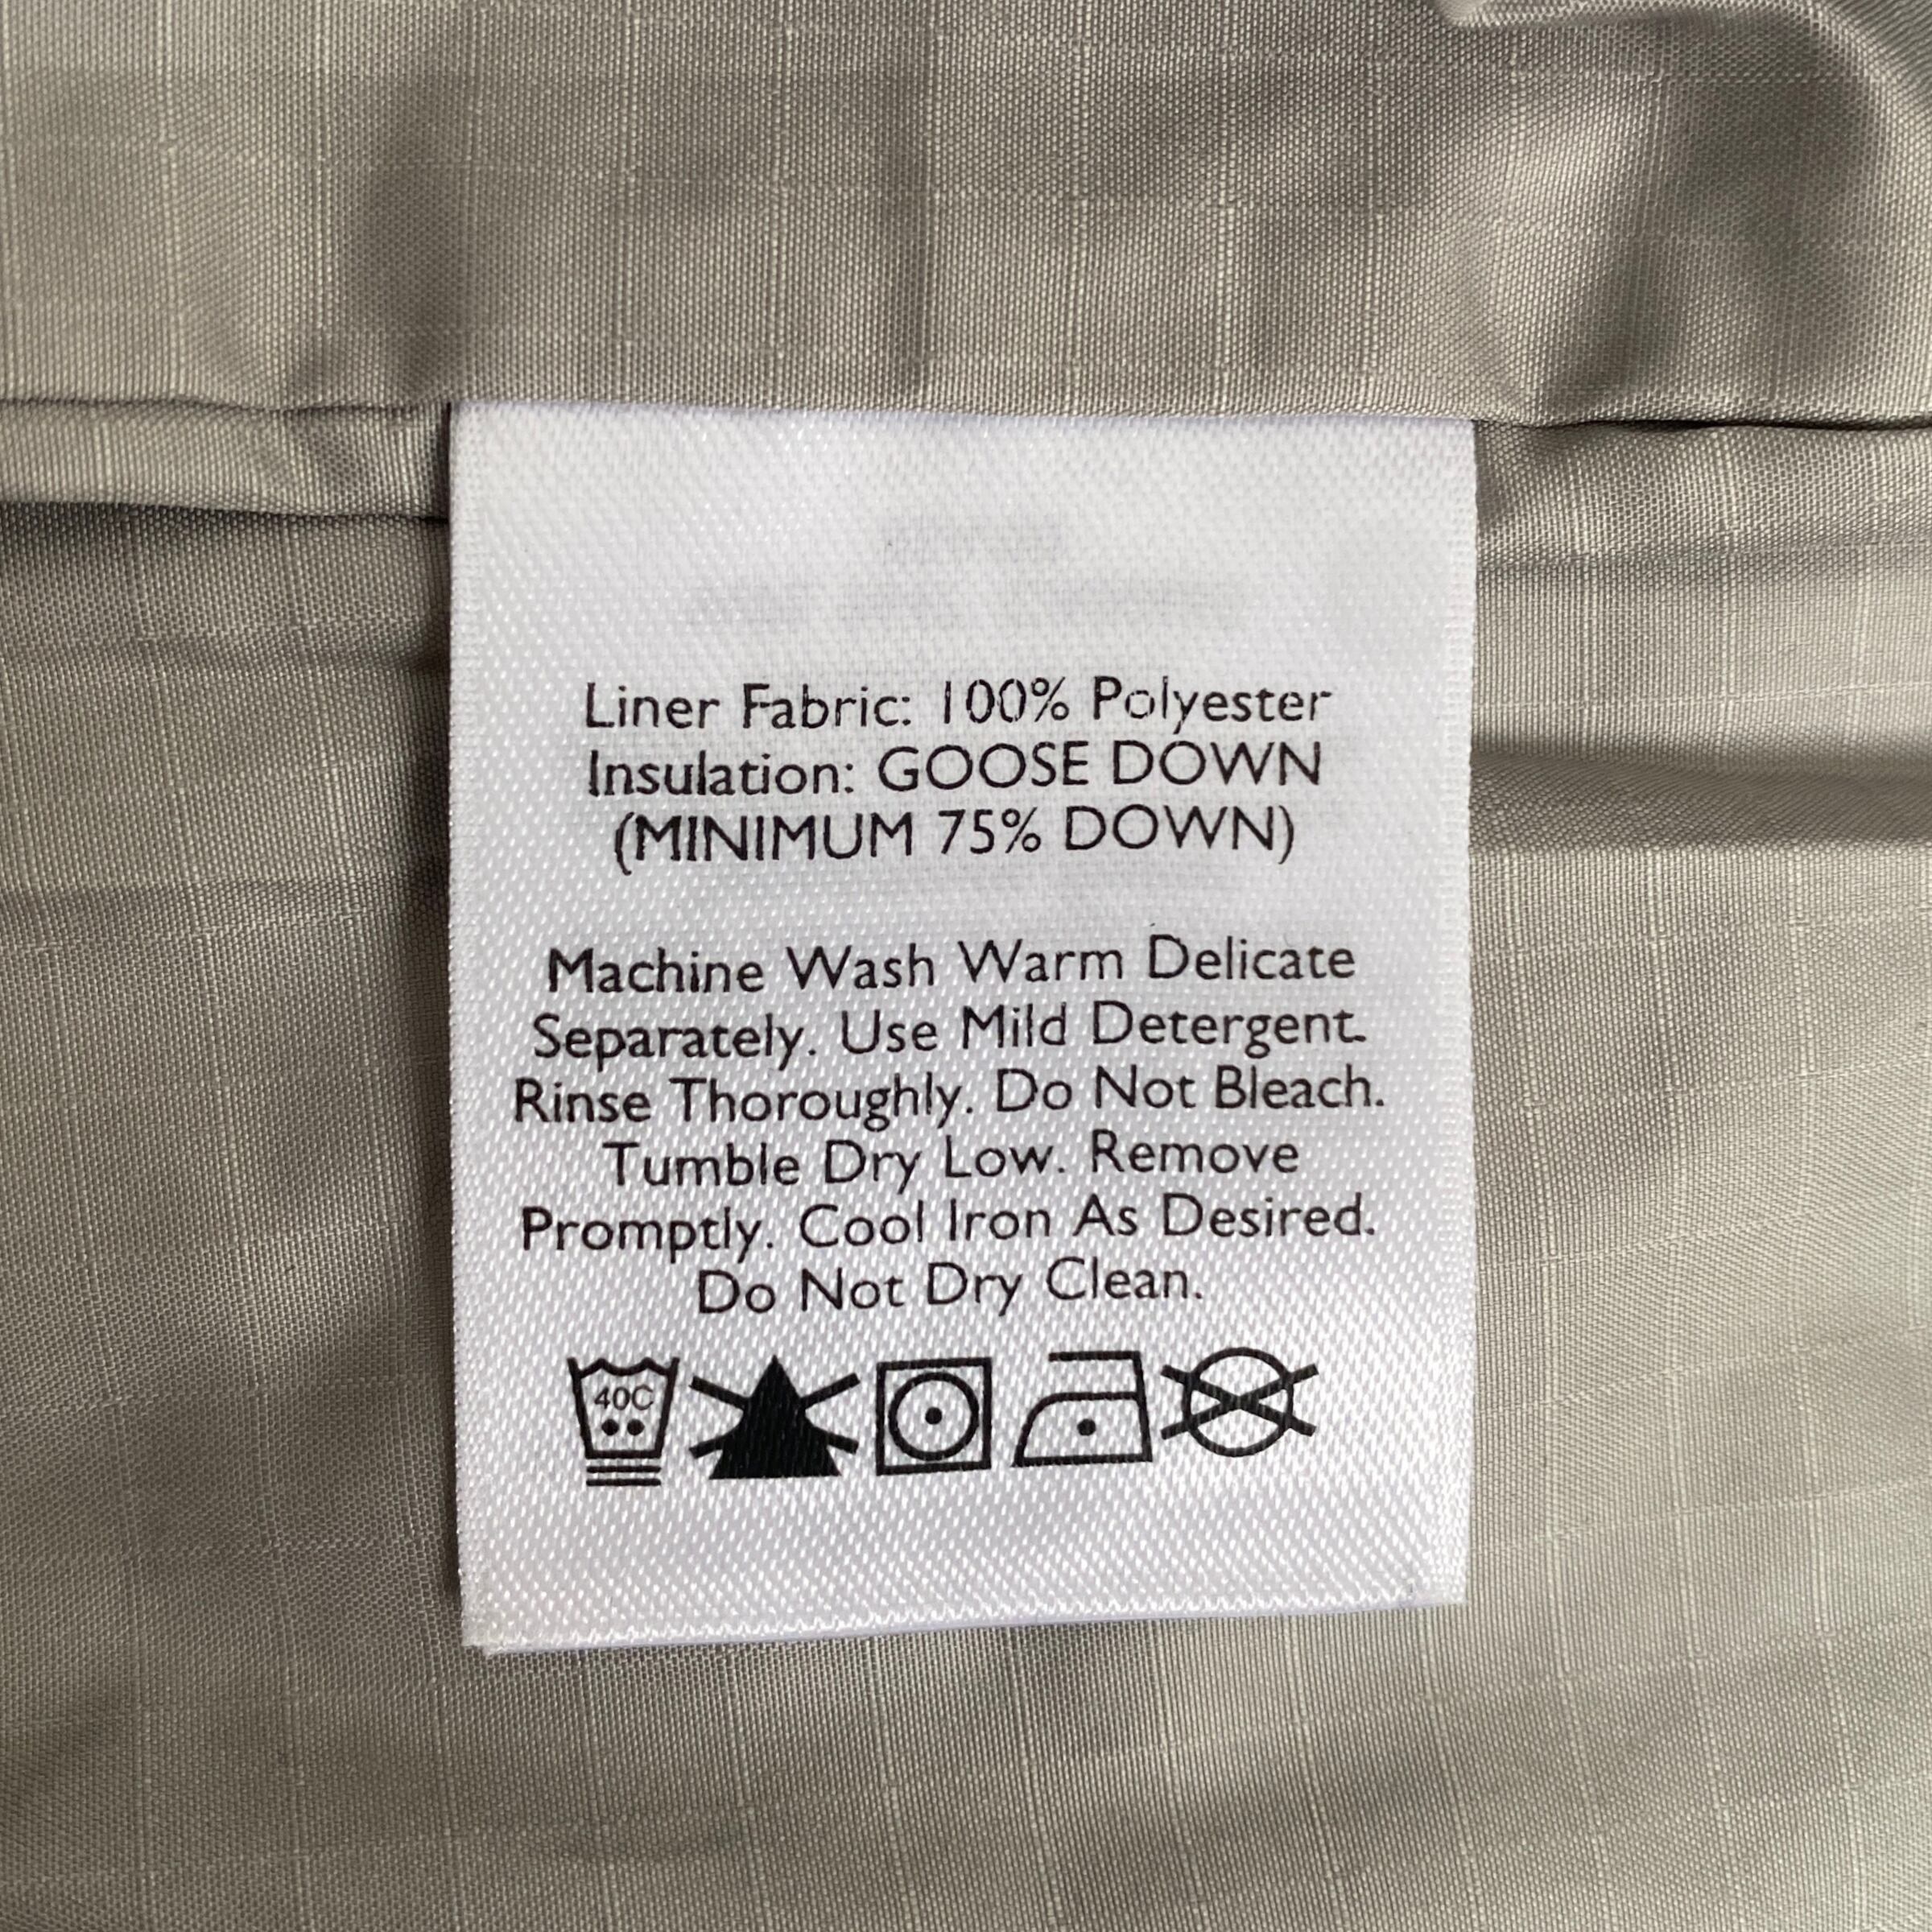 Liner Fabric: 100% Polyester
Insulation: GOOSE DOWN
(MINIMUM 75% DOWN)
Machine Wash Warm Delicate
Separately. Use Mild Detergent.
Rinse Thoroughly. Do Not Bleach.
Tumble Dry Low. Remove
Promptly. Cool Iron As Desired.
Do Not Dry Clean.
40C